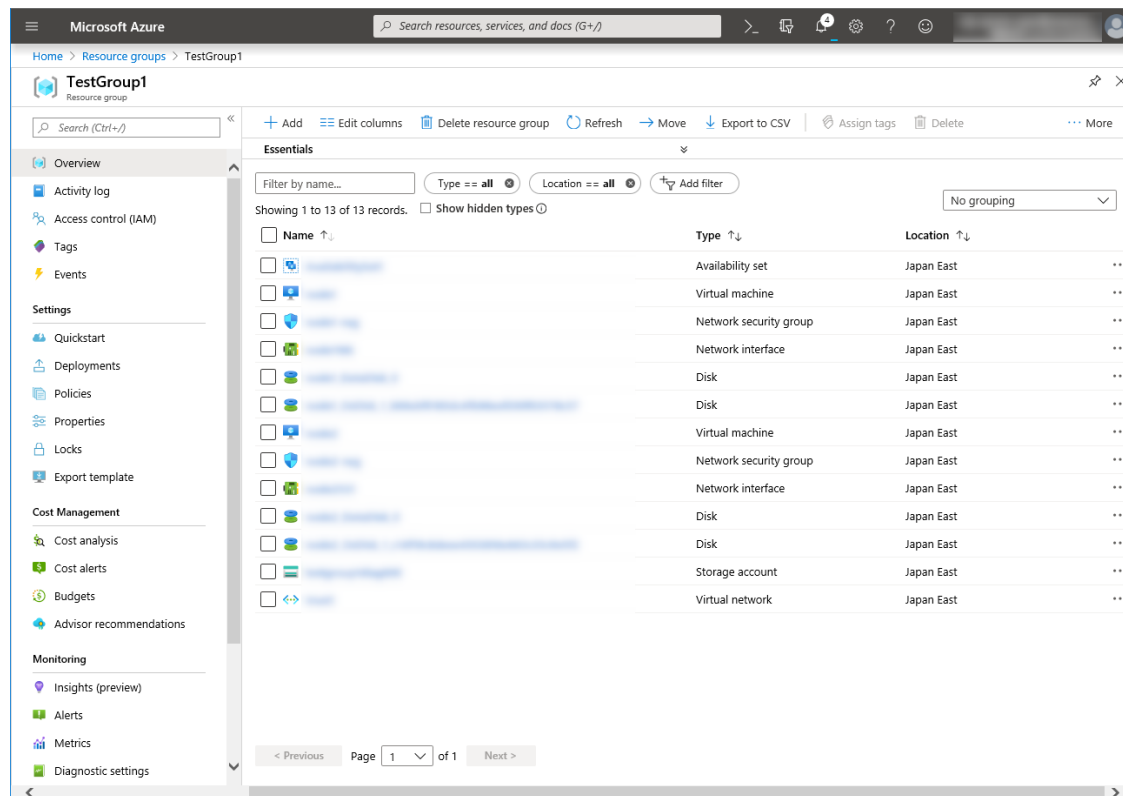 Microsoft Azure
Search resources, services, and docs (G+/)
4
Home > Resource groups > TestGroup1
TestGroup1
Resource group
Search (Ctrl+/)
Overview
Activity log
Access control (IAM)
Tags
Events
Settings
Quickstart
Deployments
Policies
Properties
Locks
Export template
Cost Management
Cost analysis
Cost alerts
Budgets
Advisor recommendations
Monitoring
Insights (preview)
Alerts
Metrics
Diagnostic settings
Add Edit columns Delete resource group Refresh Move Export to CSV Assign tags Delete More
Essentials
Filter by name... Type == all Location == all Add filter
Showing 1 to 13 of 13 records. Show hidden types
No grouping
Name Type Location
Availability set Japan East
Virtual machine Japan East
Network security group Japan East
Network interface Japan East
Disk Japan East
Disk Japan East
Virtual machine Japan East
Network security group Japan East
Network interface Japan East
Disk Japan East
Disk Japan East
Storage account Japan East
Virtual network Japan East
< Previous Page 1 of 1 Next >